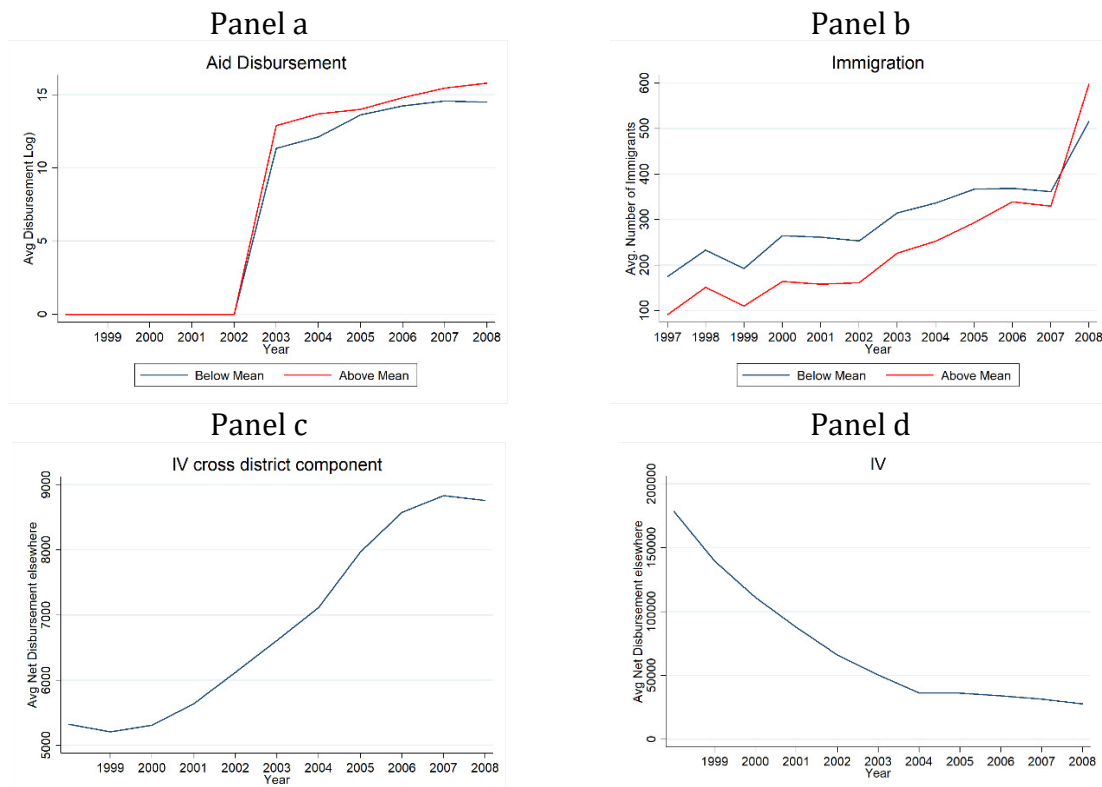 Panel a
Aid Disbursement
Avg Disbursement Log)
15
10
5
0
1999 2000 2001 2002 2003 2004 2005 2006 2007 2008
Year
Below Mean Above Mean
Panel b
Immigration
Avg. Number of Immigrants
600
500
400
300
200
100
1997 1998 1999 2000 2001 2002 2003 2004 2005 2006 2007 2008
Year
Below Mean Above Mean
Panel c
IV cross district component
Avg Net Disbursement elsewhere
9000
8000
7000
6000
5000
1999 2000 2001 2002 2003 2004 2005 2006 2007 2008
Year
Panel d
IV
Avg Net Disbursement elsewhere
200000
150000
100000
50000
0
1999 2000 2001 2002 2003 2004 2005 2006 2007 2008
Year